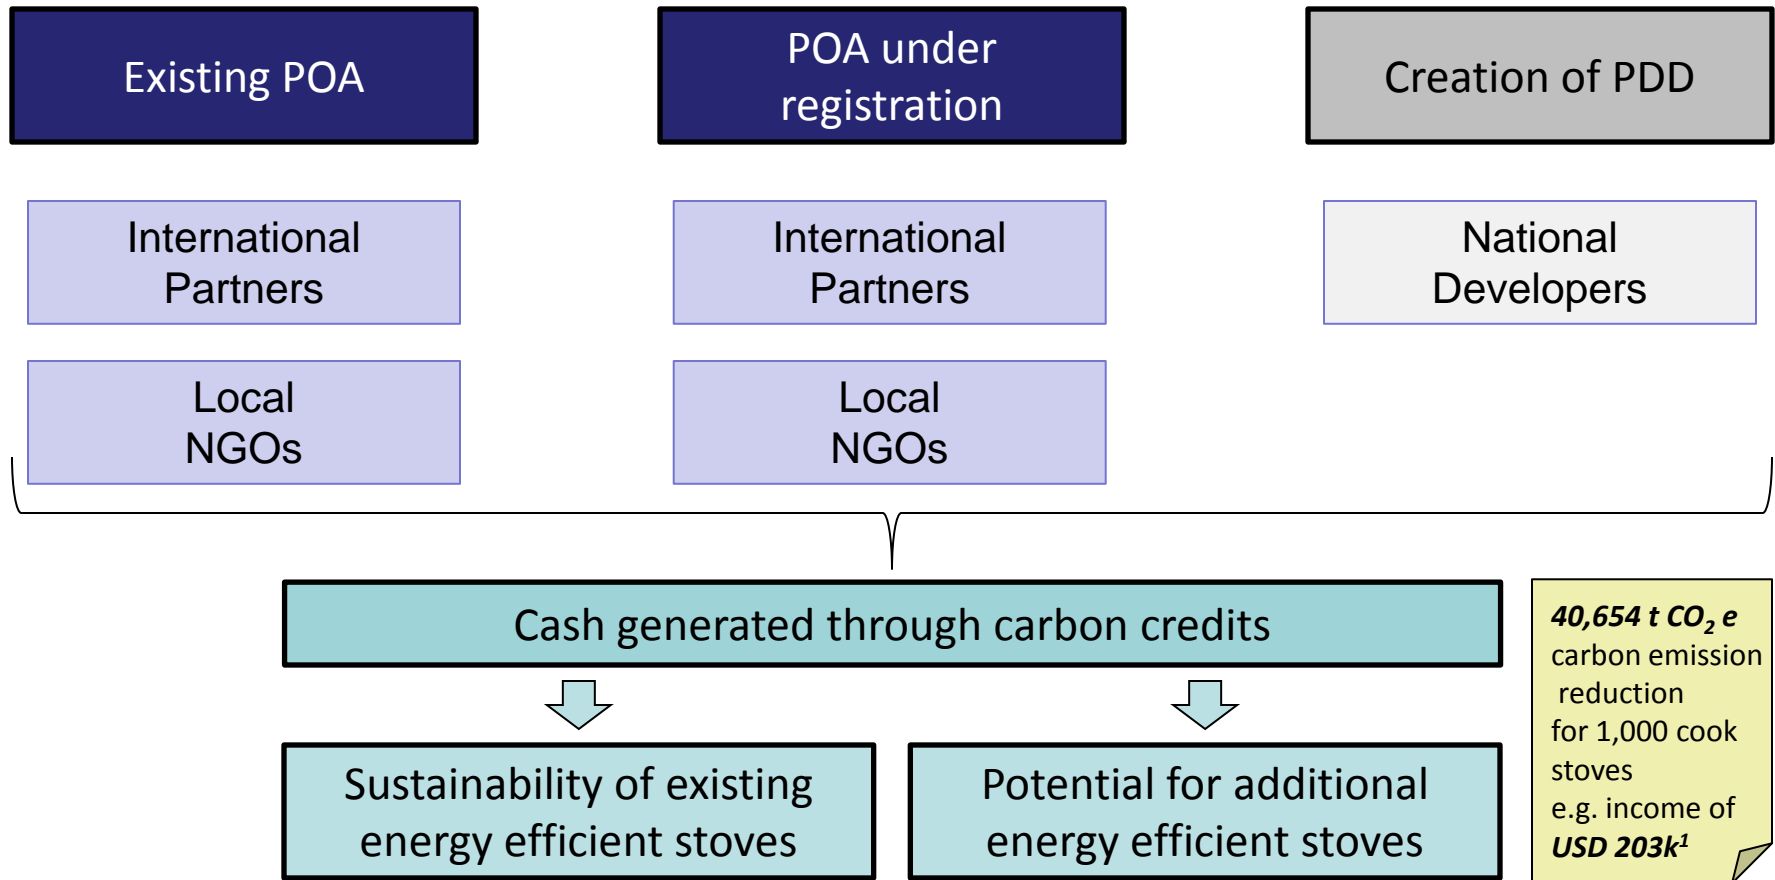 Existing POA
POA under
registration
Creation of PDD
International
Partners
International
Partners
National
Developers
Local
NGOs
Local
NGOs
Cash generated through carbon credits
40,654 t CO₂ e
carbon emission
reduction
for 1,000 cook
stoves
e.g. income of
USD 203k¹
Sustainability of existing
energy efficient stoves
Potential for additional
energy efficient stoves